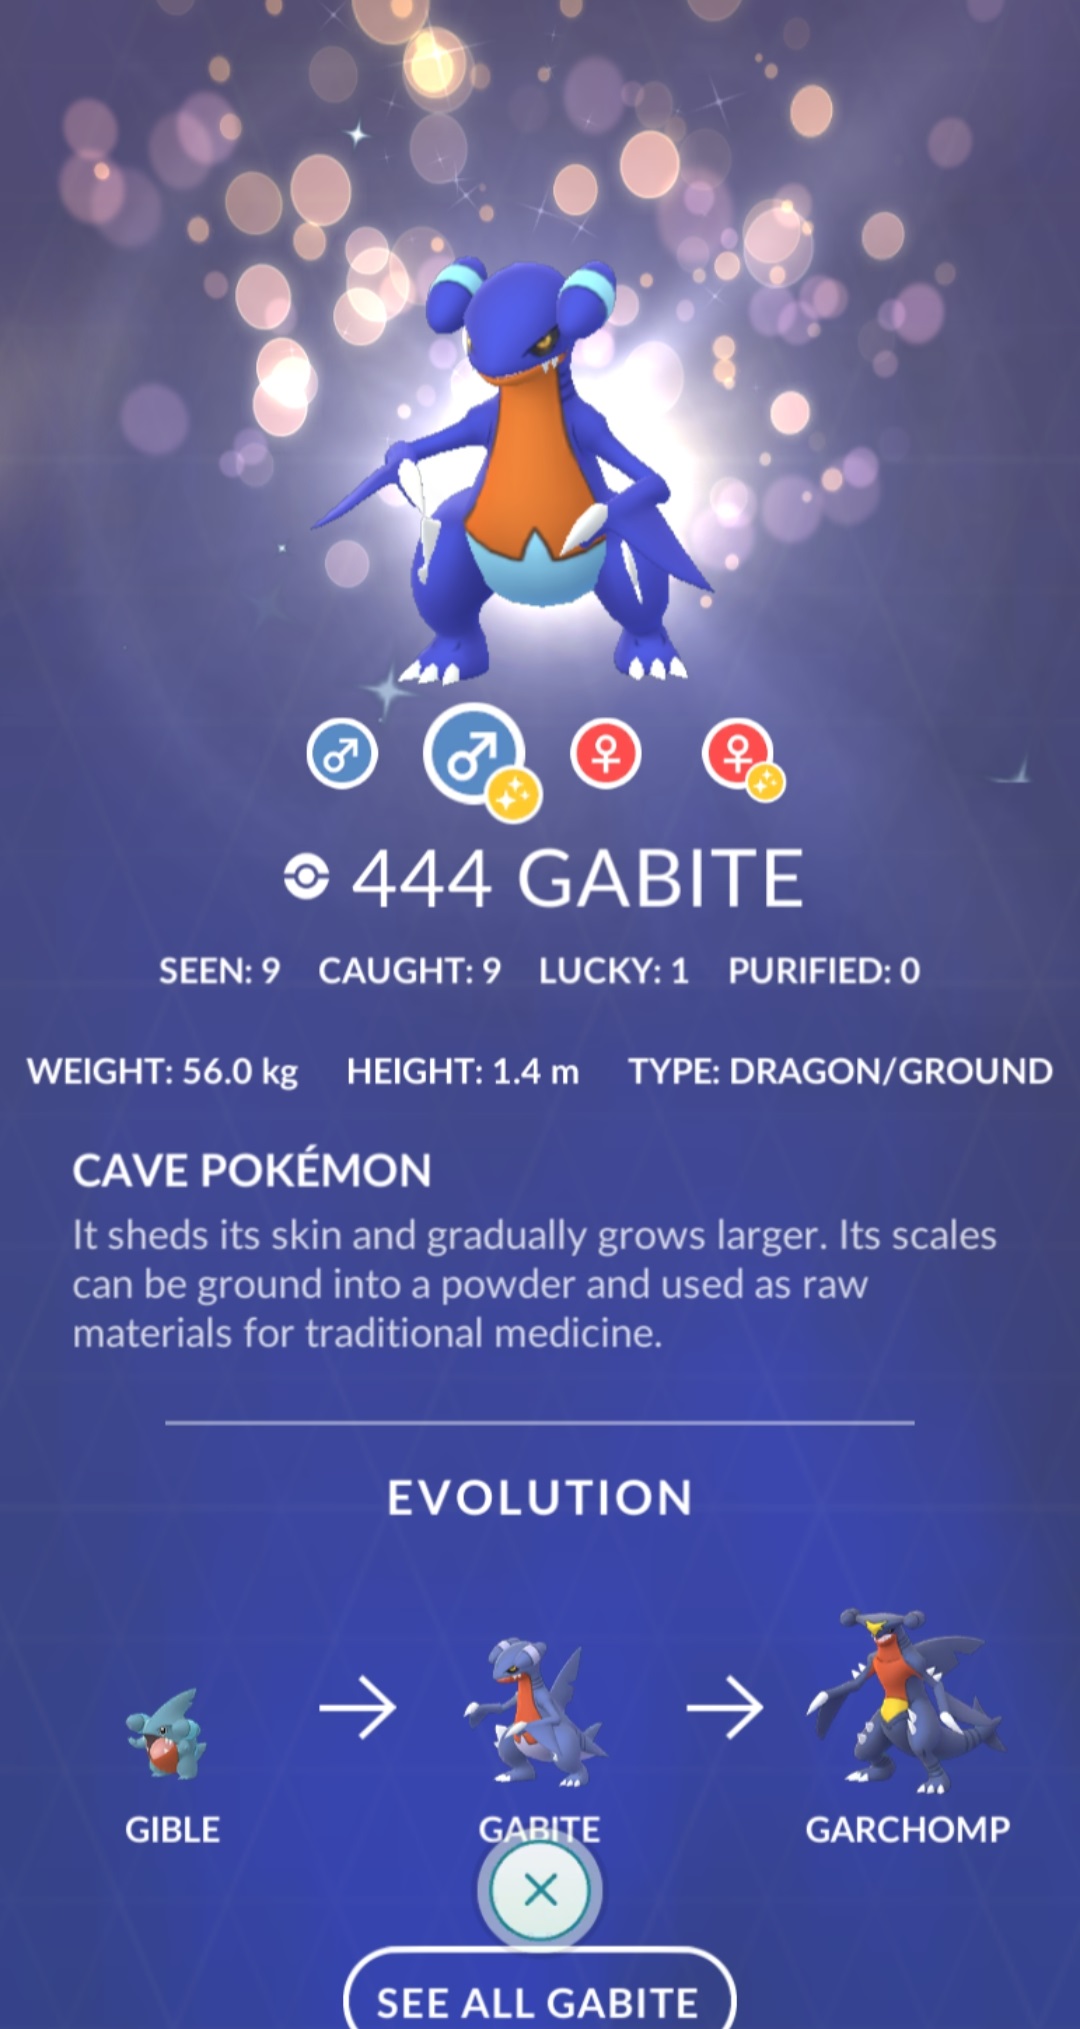 444 GABITE
SEEN: 9 CAUGHT: 9 LUCKY: 1 PURIFIED: 0
WEIGHT: 56.0 kg HEIGHT: 1.4 m TYPE: DRAGON/GROUND
CAVE POKÉMON
It sheds its skin and gradually grows larger. Its scales
can be ground into a powder and used as raw
materials for traditional medicine.
EVOLUTION
GIBLE GABITE GARCHOMP
SEE ALL GABITE